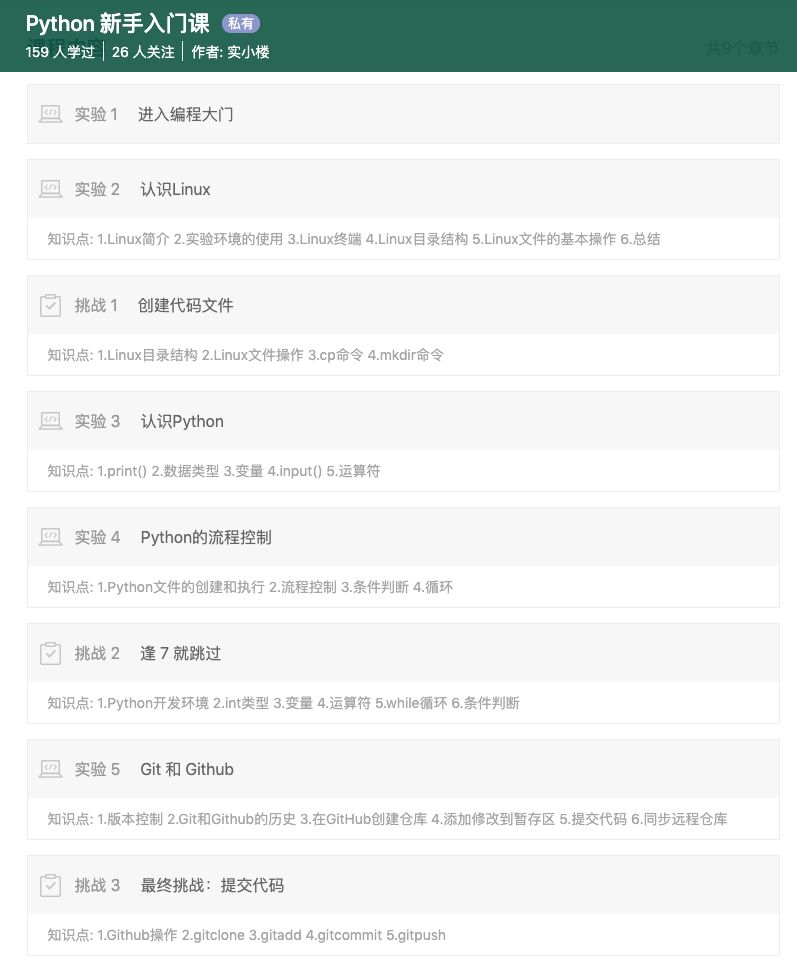 Python 新手入门课 私有
159 人学过 26 人关注 作者: 实小楼
共9个章节
实验 1 进入编程大门
实验 2 认识Linux
知识点: 1.Linux简介 2.实验环境的使用 3.Linux终端 4.Linux目录结构 5.Linux文件的基本操作 6.总结
挑战 1 创建代码文件
知识点: 1.Linux目录结构 2.Linux文件操作 3.cp命令 4.mkdir命令
实验 3 认识Python
知识点: 1.print() 2.数据类型 3.变量 4.input() 5.运算符
实验 4 Python的流程控制
知识点: 1.Python文件的创建和执行 2.流程控制 3.条件判断 4.循环
挑战 2 逢 7 就跳过
知识点: 1.Python开发环境 2.int类型 3.变量 4.运算符 5.while循环 6.条件判断
实验 5 Git 和 Github
知识点: 1.版本控制 2.Git和Github的历史 3.在GitHub创建仓库 4.添加修改到暂存区 5.提交代码 6.同步远程仓库
挑战 3 最终挑战：提交代码
知识点: 1.Github操作 2.gitclone 3.gitadd 4.gitcommit 5.gitpush